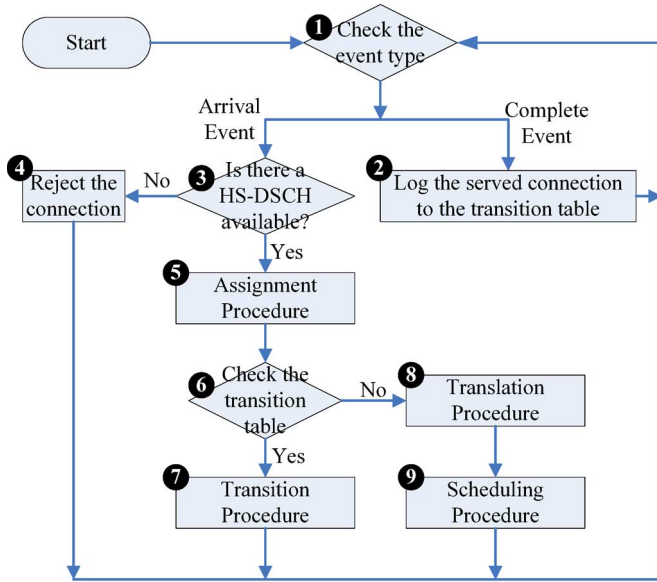 Start
1
Check the
event type
Arrival
Event
Complete
Event
4
Reject the
connection
No
3
Is there a
HS-DSCH
available?
2
Log the served connection
to the transition table
Yes
5
Assignment
Procedure
6
Check the
transition
table
No
8
Translation
Procedure
Yes
7
Transition
Procedure
9
Scheduling
Procedure